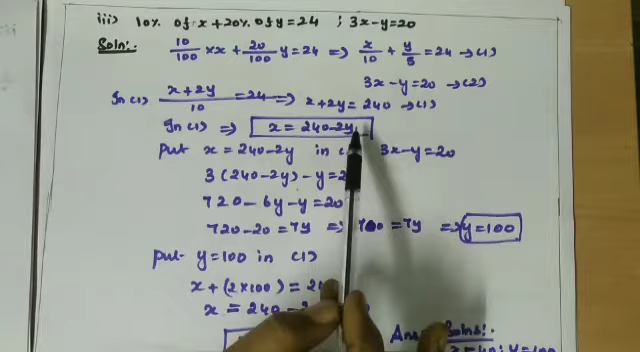 iii) 10% of x + 20% of y = 24 ; 3x - y = 20
Soln:- 10/100 × x + 20/100 y = 24 => x/10 + y/5 = 24 → (1)
3x - y = 20 → (2)
In (1) (x + 2y)/10 = 24 => x + 2y = 240 → (1)
In (1) => x = 240 - 2y
Put x = 240 - 2y in 3x - y = 20
3(240 - 2y) - y = 2
720 - 6y - y = 20
720 - 20 = 7y => 700 = 7y => y = 100
Put y = 100 in (1)
x + (2×100) = 2
x = 240 -
Ans: Soln:-
y=100